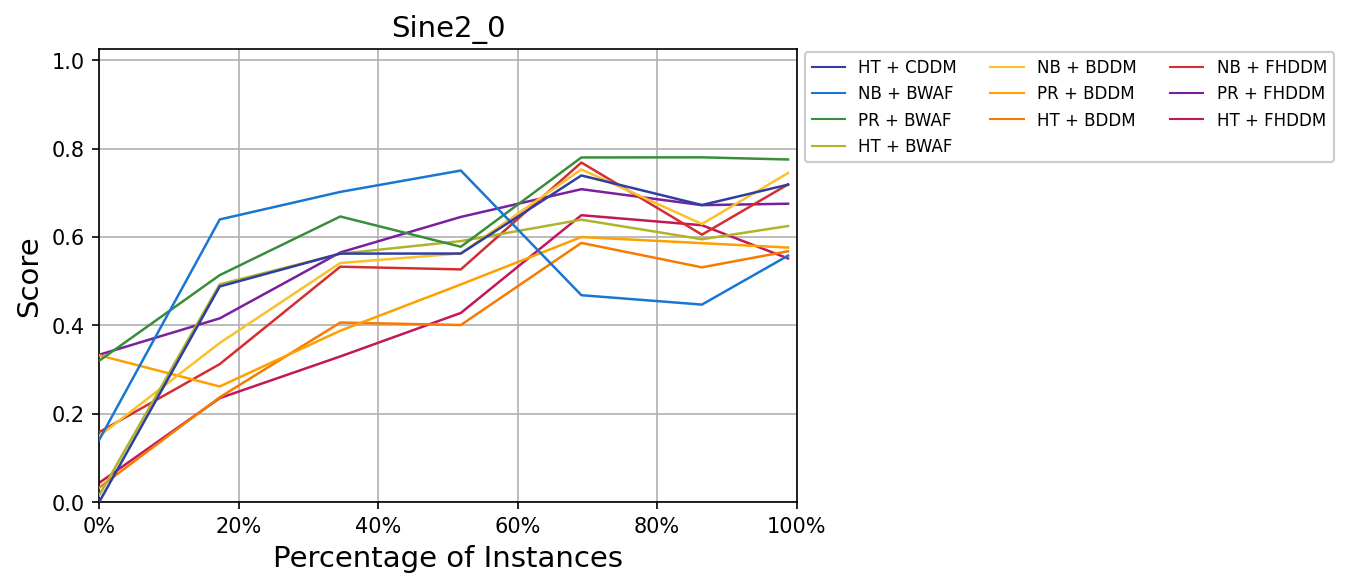 Sine2_0
1.0
0.8
0.6
0.4
0.2
0.0
Score
0% 20% 40% 60% 80% 100%
Percentage of Instances
HT + CDDM
NB + BWAF
PR + BWAF
HT + BWAF
NB + BDDM
PR + BDDM
HT + BDDM
NB + FHDDM
PR + FHDDM
HT + FHDDM